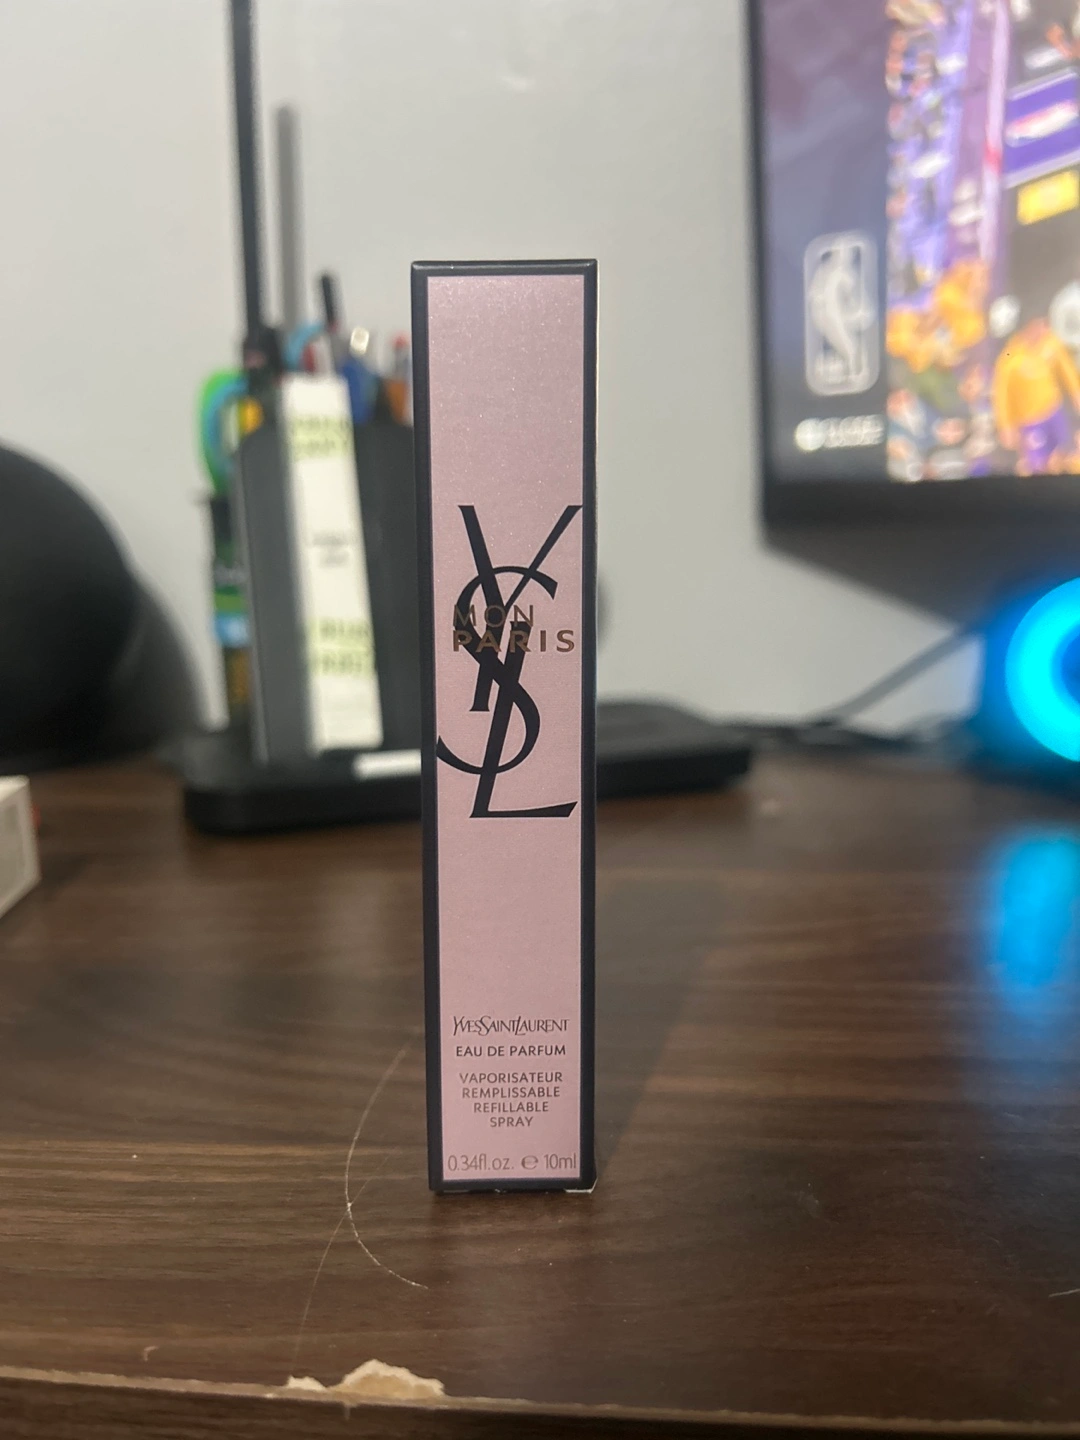 YSL
MON
PARIS
YVESSAINTLAURENT
EAU DE PARFUM
VAPORISATEUR
REMPLISSABLE
REFILLABLE
SPRAY
0.34fl.oz. ℮ 10ml